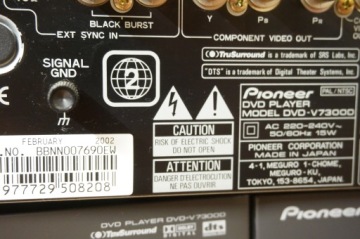 BLACK BURST
EXT SYNC IN
Y
COMPONENT VIDEO OUT
SIGNAL
GND
2
(●)TruSurround is a trademark of SRS Labs, Inc.
"DTS" is a trademark of Digital Theater Systems, Inc.
Pioneer
PAL/NTSC
DVD PLAYER
MODEL DVD-V7300D
AC 220-240V~
50/60Hz 15W
PIONEER CORPORATION
MADE IN JAPAN
4-1, MEGURO 1-CHOME,
MEGURO-KU,
TOKYO, 153-8654, JAPAN.
CAUTION
RISK OF ELECTRIC SHOCK
DO NOT OPEN
ATTENTION
DANGER D'ELECTROCUTION
NE PAS OUVRIR
FEBRUARY 2002
.NO. BBNN007690EW
977729 508208
DVD PLAYER DVD-V7300D
TruSurround
DOLBY
DIGITAL
dts
Pioneer